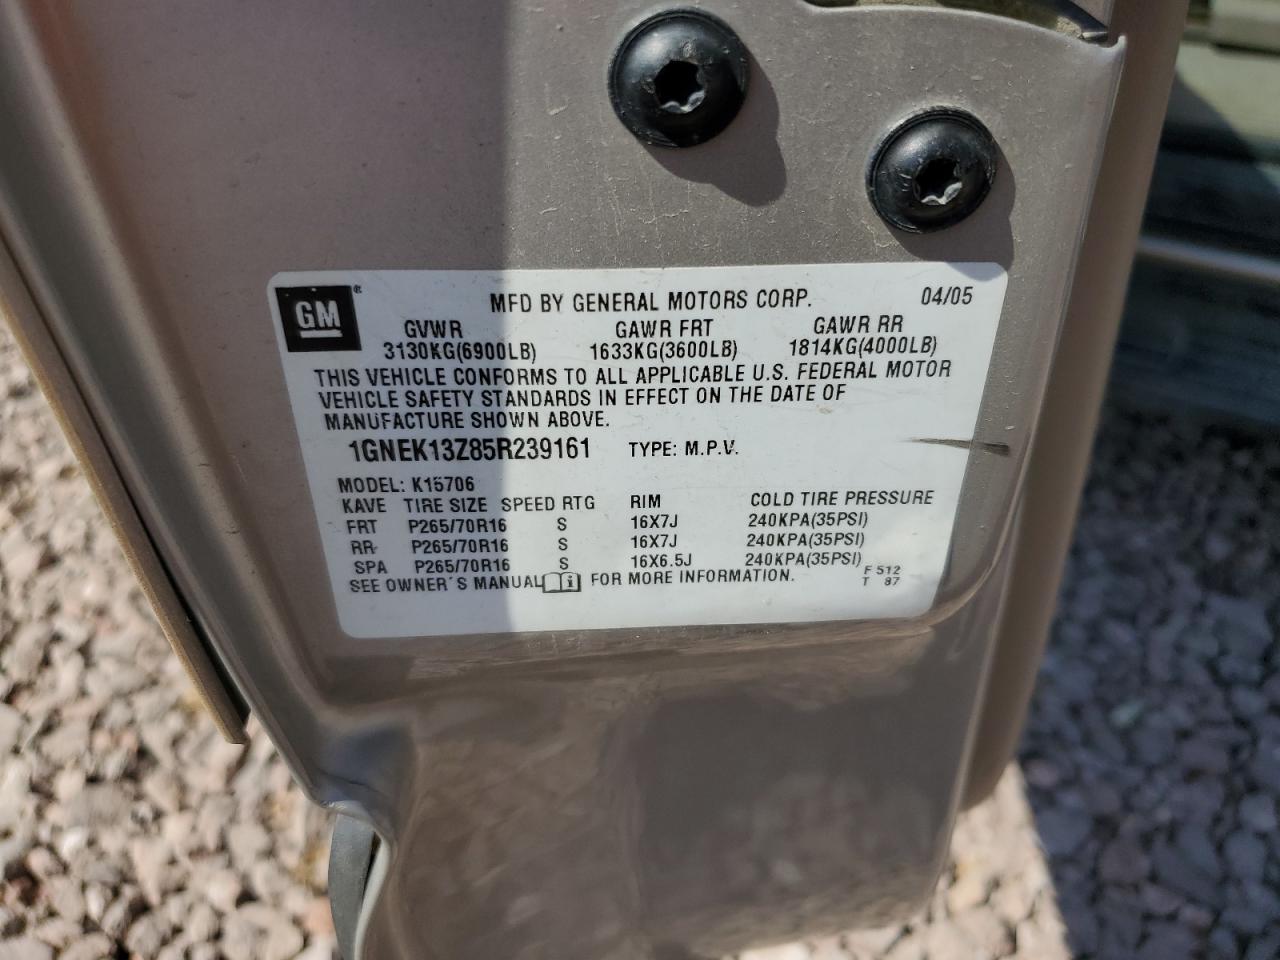 GM ® MFD BY GENERAL MOTORS CORP. 04/05
GVWR GAWR FRT GAWR RR
3130KG(6900LB) 1633KG(3600LB) 1814KG(4000LB)
THIS VEHICLE CONFORMS TO ALL APPLICABLE U.S. FEDERAL MOTOR
VEHICLE SAFETY STANDARDS IN EFFECT ON THE DATE OF
MANUFACTURE SHOWN ABOVE.
1GNEK13Z85R239161 TYPE: M.P.V.
MODEL: K15706
KAVE TIRE SIZE SPEED RTG RIM COLD TIRE PRESSURE
FRT P265/70R16 S 16X7J 240KPA(35PSI)
RR P265/70R16 S 16X7J 240KPA(35PSI)
SPA P265/70R16 S 16X6.5J 240KPA(35PSI)
SEE OWNER'S MANUAL FOR MORE INFORMATION.
F 512
T 87